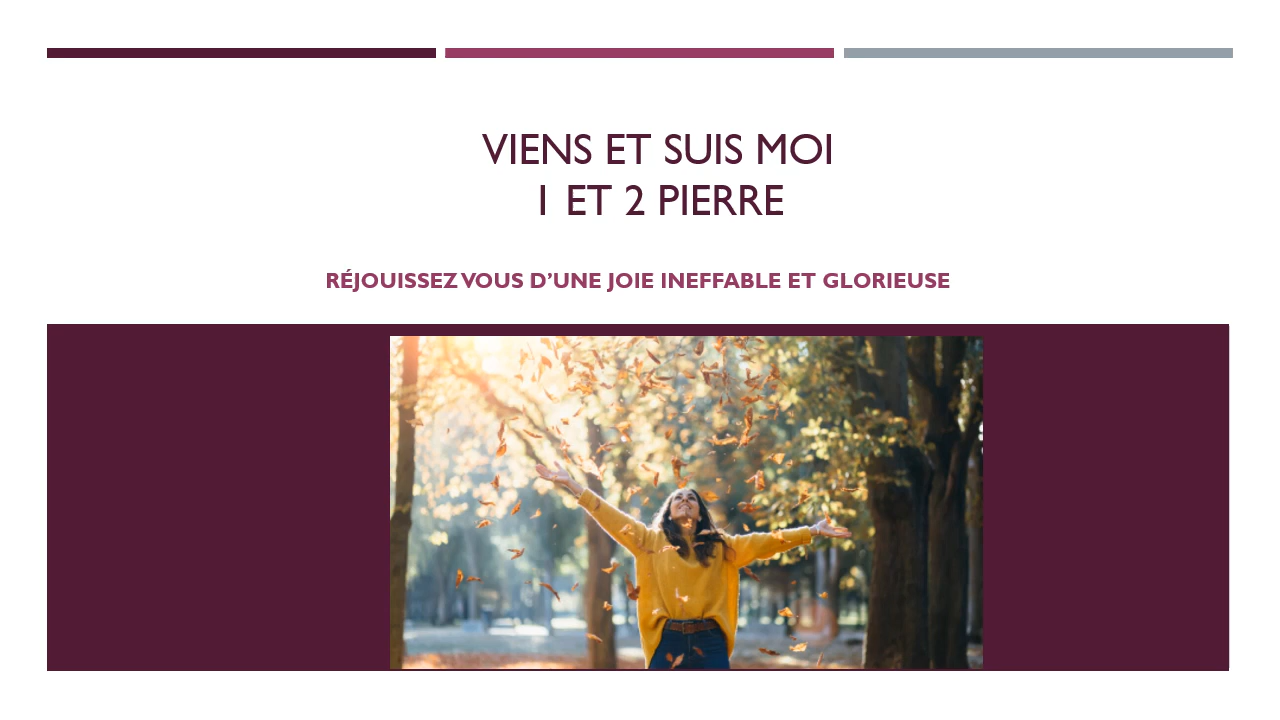 VIENS ET SUIS MOI
1 ET 2 PIERRE
RÉJOUISSEZ VOUS D’UNE JOIE INEFFABLE ET GLORIEUSE